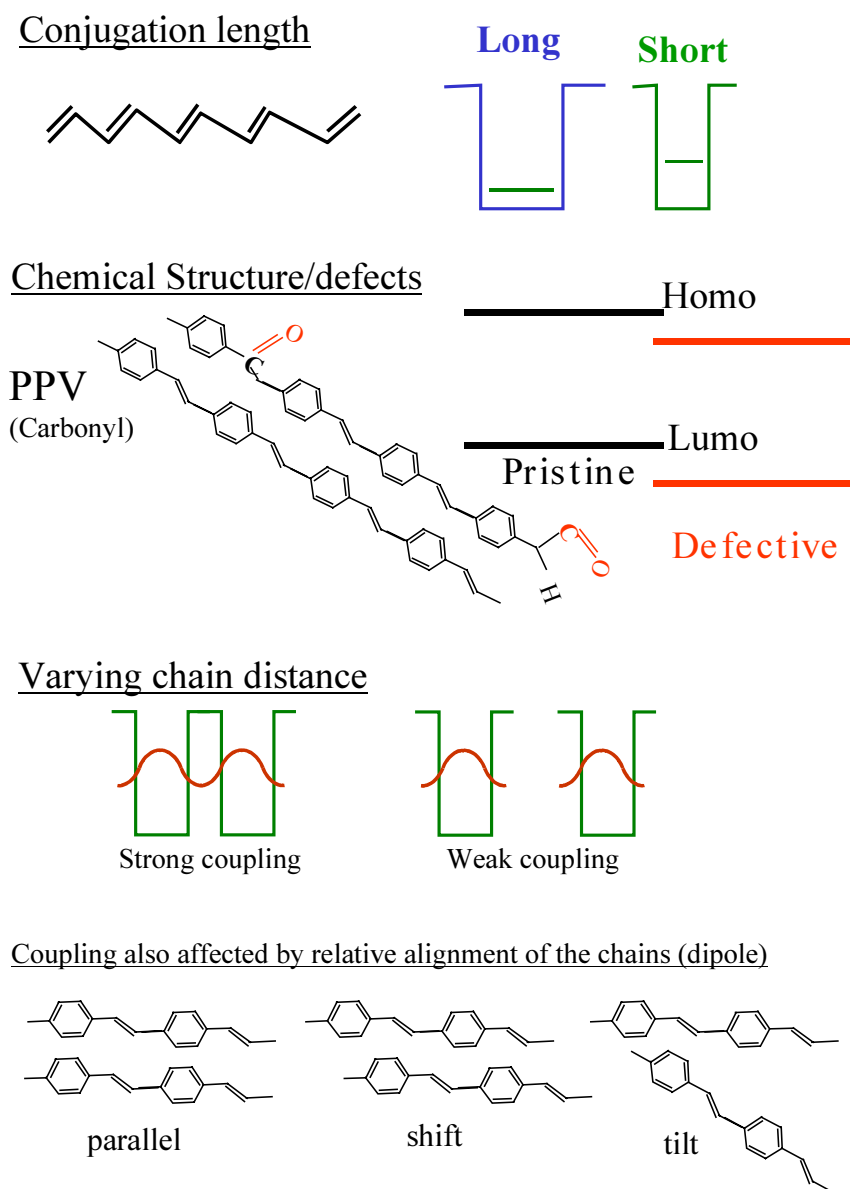 Conjugation length
Long
Short
Chemical Structure/defects
Homo
O
C
PPV
(Carbonyl)
Lumo
Pristine
Defective
C
O
H
Varying chain distance
Strong coupling
Weak coupling
Coupling also affected by relative alignment of the chains (dipole)
parallel
shift
tilt